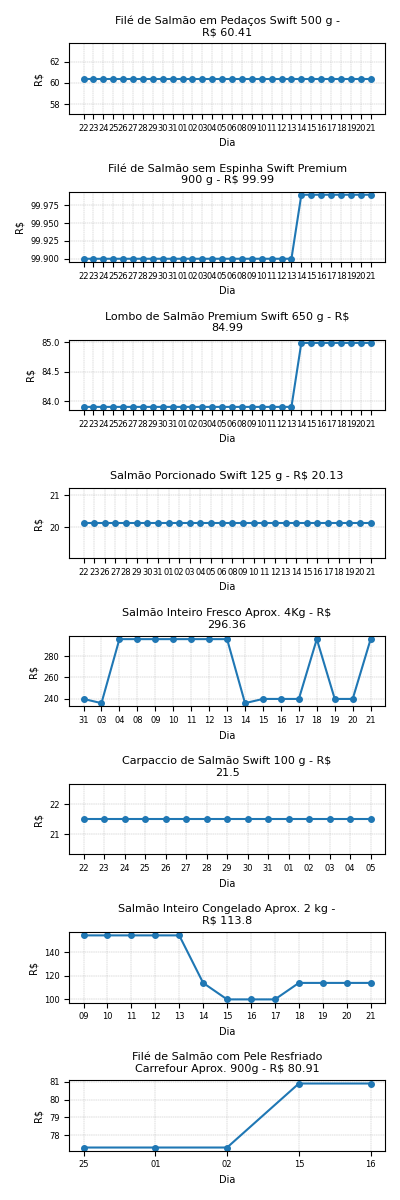 Filé de Salmão em Pedaços Swift 500 g -
R$ 60.41
62
60
58
R$
22 23 24 25 26 27 28 29 30 31 01 02 03 04 05 06 08 09 10 11 12 13 14 15 16 17 18 19 20 21
Dia
Filé de Salmão sem Espinha Swift Premium
900 g - R$ 99.99
99.975
99.950
99.925
99.900
R$
22 23 24 25 26 27 28 29 30 31 01 02 03 04 05 06 08 09 10 11 12 13 14 15 16 17 18 19 20 21
Dia
Lombo de Salmão Premium Swift 650 g - R$
84.99
85.0
84.5
84.0
R$
22 23 24 25 26 27 28 29 30 31 01 02 03 04 05 06 08 09 10 11 12 13 14 15 16 17 18 19 20 21
Dia
Salmão Porcionado Swift 125 g - R$ 20.13
21
20
R$
22 23 26 27 28 29 30 31 01 02 03 04 05 06 08 09 10 11 12 13 14 15 16 17 18 19 20 21
Dia
Salmão Inteiro Fresco Aprox. 4Kg - R$
296.36
280
260
240
R$
31 03 04 08 09 10 11 12 13 14 15 16 17 18 19 20 21
Dia
Carpaccio de Salmão Swift 100 g - R$
21.5
22
21
R$
22 23 24 25 26 27 28 29 30 31 01 02 03 04 05
Dia
Salmão Inteiro Congelado Aprox. 2 kg -
R$ 113.8
140
120
100
R$
09 10 11 12 13 14 15 16 17 18 19 20 21
Dia
Filé de Salmão com Pele Resfriado
Carrefour Aprox. 900g - R$ 80.91
81
80
79
78
R$
25 01 02 15 16
Dia